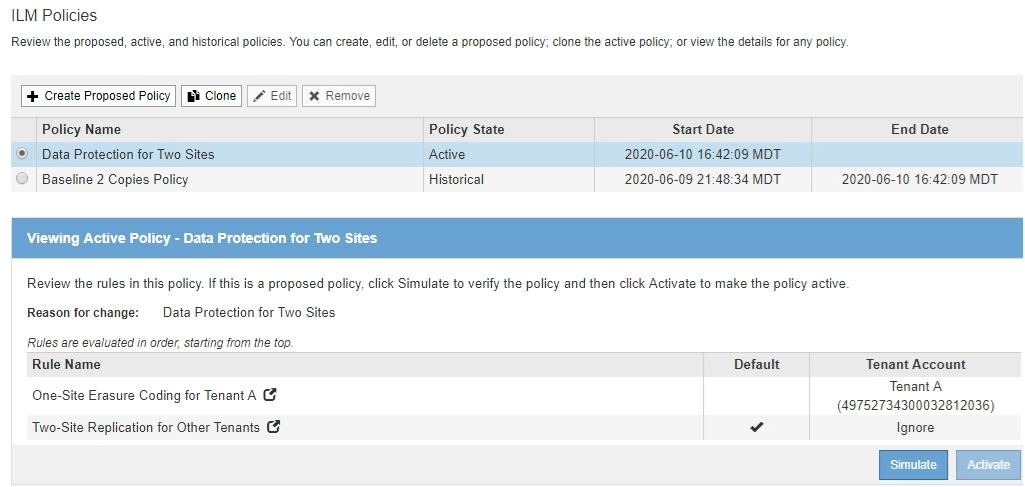 ILM Policies
Review the proposed, active, and historical policies. You can create, edit, or delete a proposed policy; clone the active policy; or view the details for any policy.
Create Proposed Policy Clone Edit Remove
Policy Name Policy State Start Date End Date
Data Protection for Two Sites Active 2020-06-10 16:42:09 MDT
Baseline 2 Copies Policy Historical 2020-06-09 21:48:34 MDT 2020-06-10 16:42:09 MDT
Viewing Active Policy - Data Protection for Two Sites
Review the rules in this policy. If this is a proposed policy, click Simulate to verify the policy and then click Activate to make the policy active.
Reason for change: Data Protection for Two Sites
Rules are evaluated in order, starting from the top.
Rule Name Default Tenant Account
One-Site Erasure Coding for Tenant A Tenant A
(49752734300032812036)
Two-Site Replication for Other Tenants Ignore
Simulate Activate